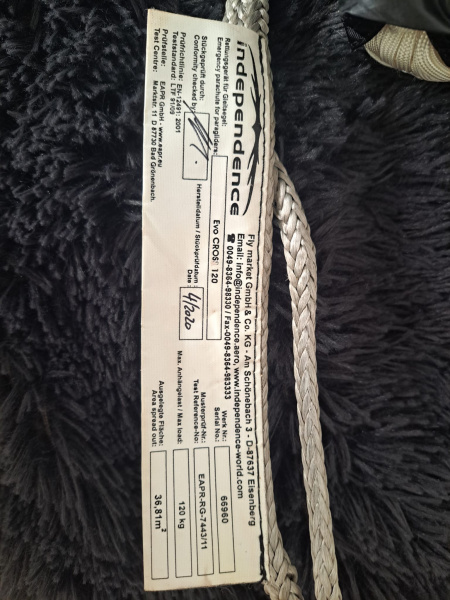 independence
Fly market GmbH & Co. KG - Am Schönebach 3 - D-87637 Eisenberg
Email: info@independence.aero, www.independence-world.com
☎ 0049-8364-98330 / Fax-0049-8364-983333
Rettungsgerät für Gleitsegel:
Emergency parachute for paragliders:
Evo CROSS 120
Werk Nr.:
Serial No.:
66960
Stückgeprüft durch:
Conformity checked by:
Herstelldatum / Stückprüfdatum:
Date:
4/2020
Musterprüf-Nr.:
Test Reference-No:
EAPR-RG-7443/11
Prüfrichtlinie: EN-12491: 2001
Teststandard: LTF 91/09
Max. Anhängelast / Max load:
120 kg
Prüfstelle: EAPR GmbH - www.eapr.eu
Test Centre: Marktstr. 11 D 87730 Bad Grönenbach
Ausgelegte Fläche:
Area spread out:
36,81m²